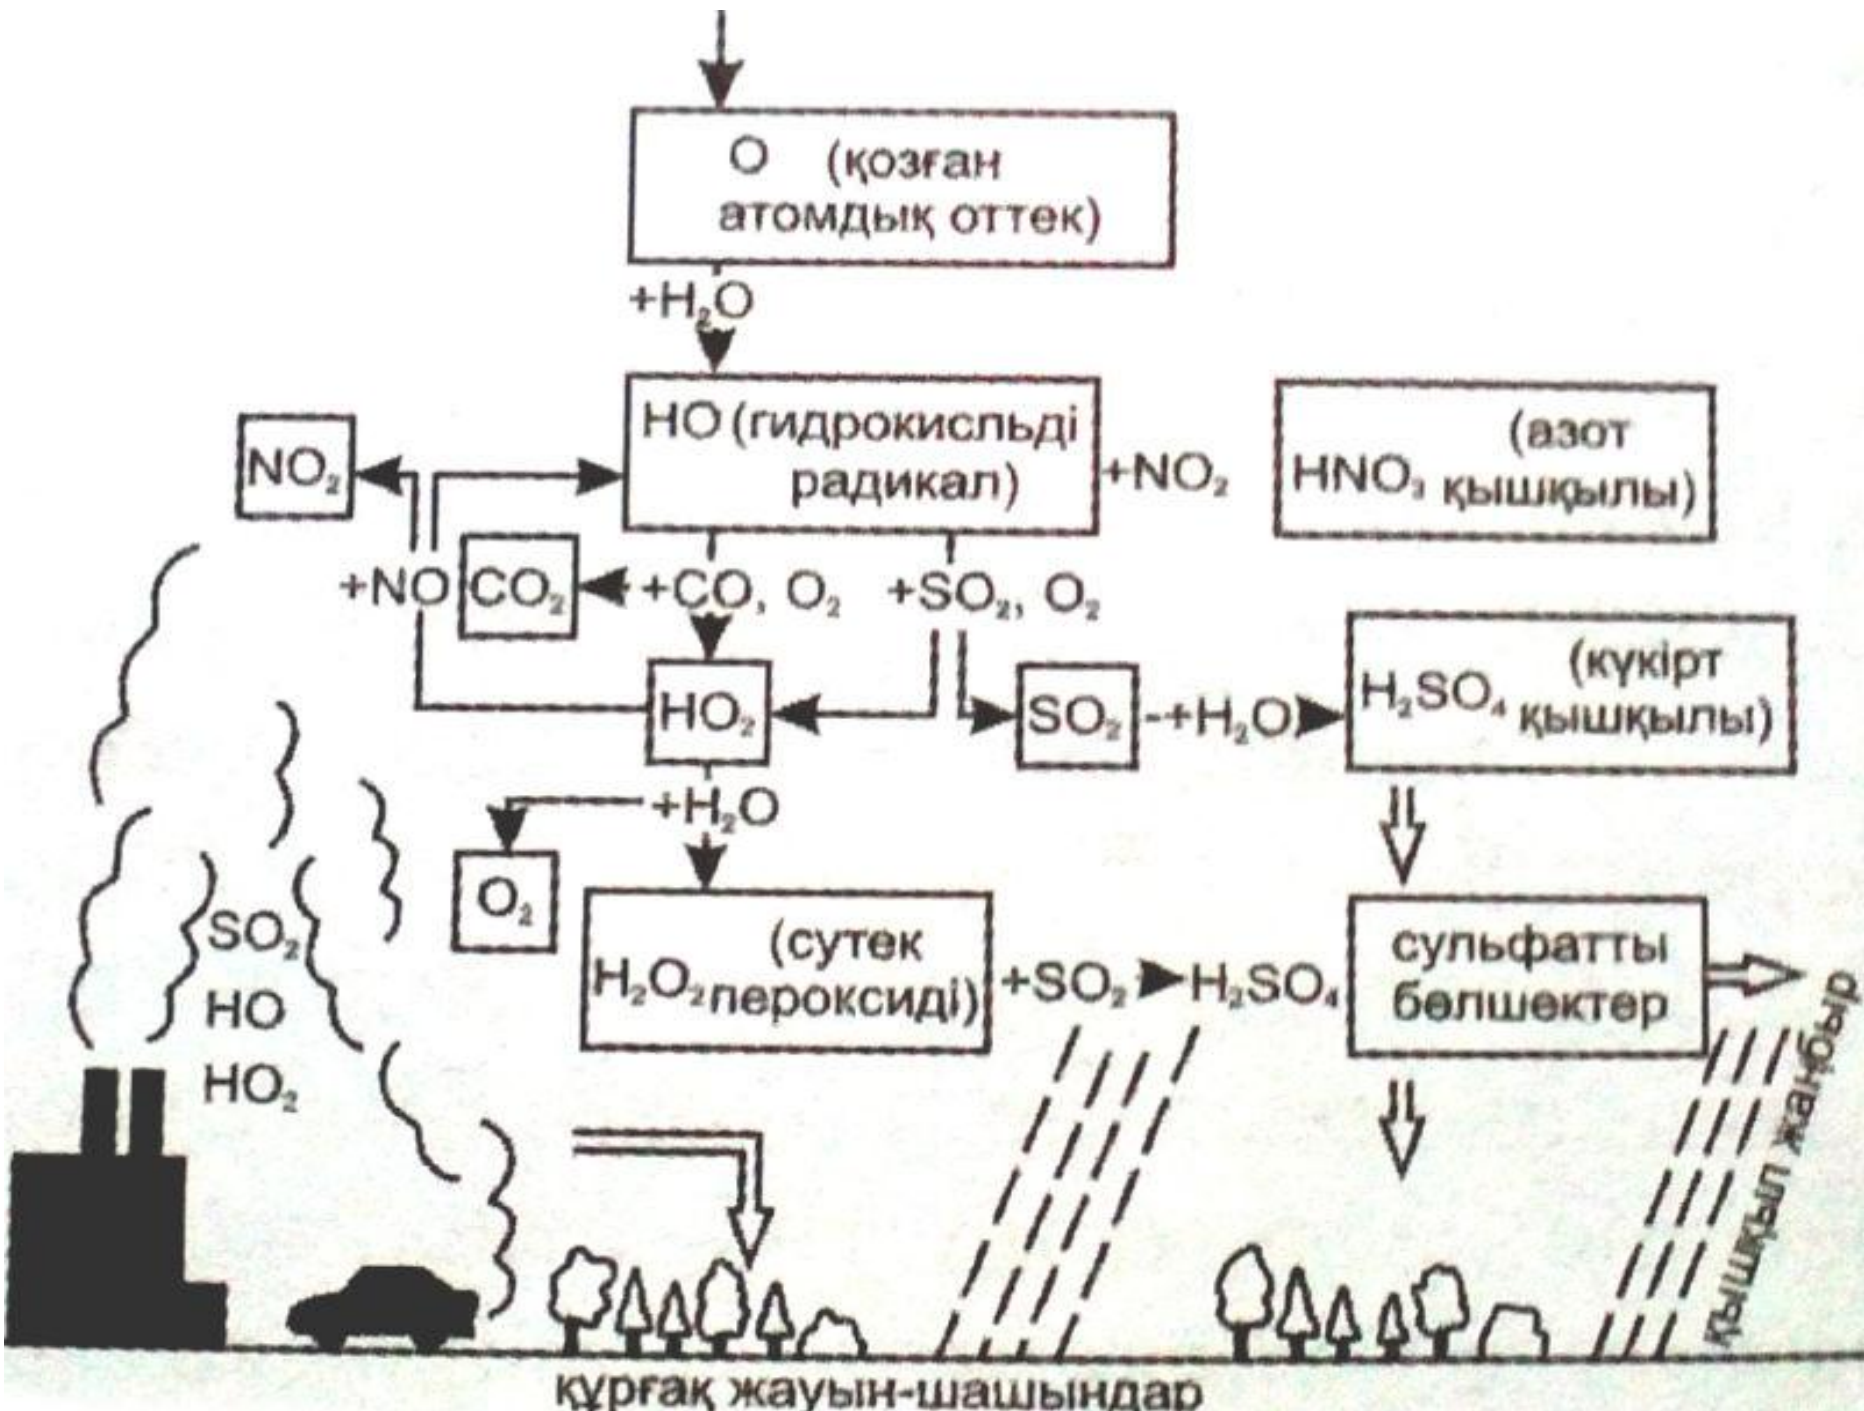 O (қозған
атомдық оттек)
+H₂O
HO (гидрокисльді
радикал)
+NO₂
(азот
HNO₃ қышқылы)
NO₂
+NO
CO₂
+CO, O₂
+SO₂, O₂
HO₂
SO₂
-+H₂O
(күкірт
H₂SO₄ қышқылы)
+H₂O
O₂
(сутек
H₂O₂ пероксиді)
+SO₂
H₂SO₄
сульфатты
бөлшектер
SO₂
HO
HO₂
қышқыл жаңбыр
құрғақ жауын-шашындар